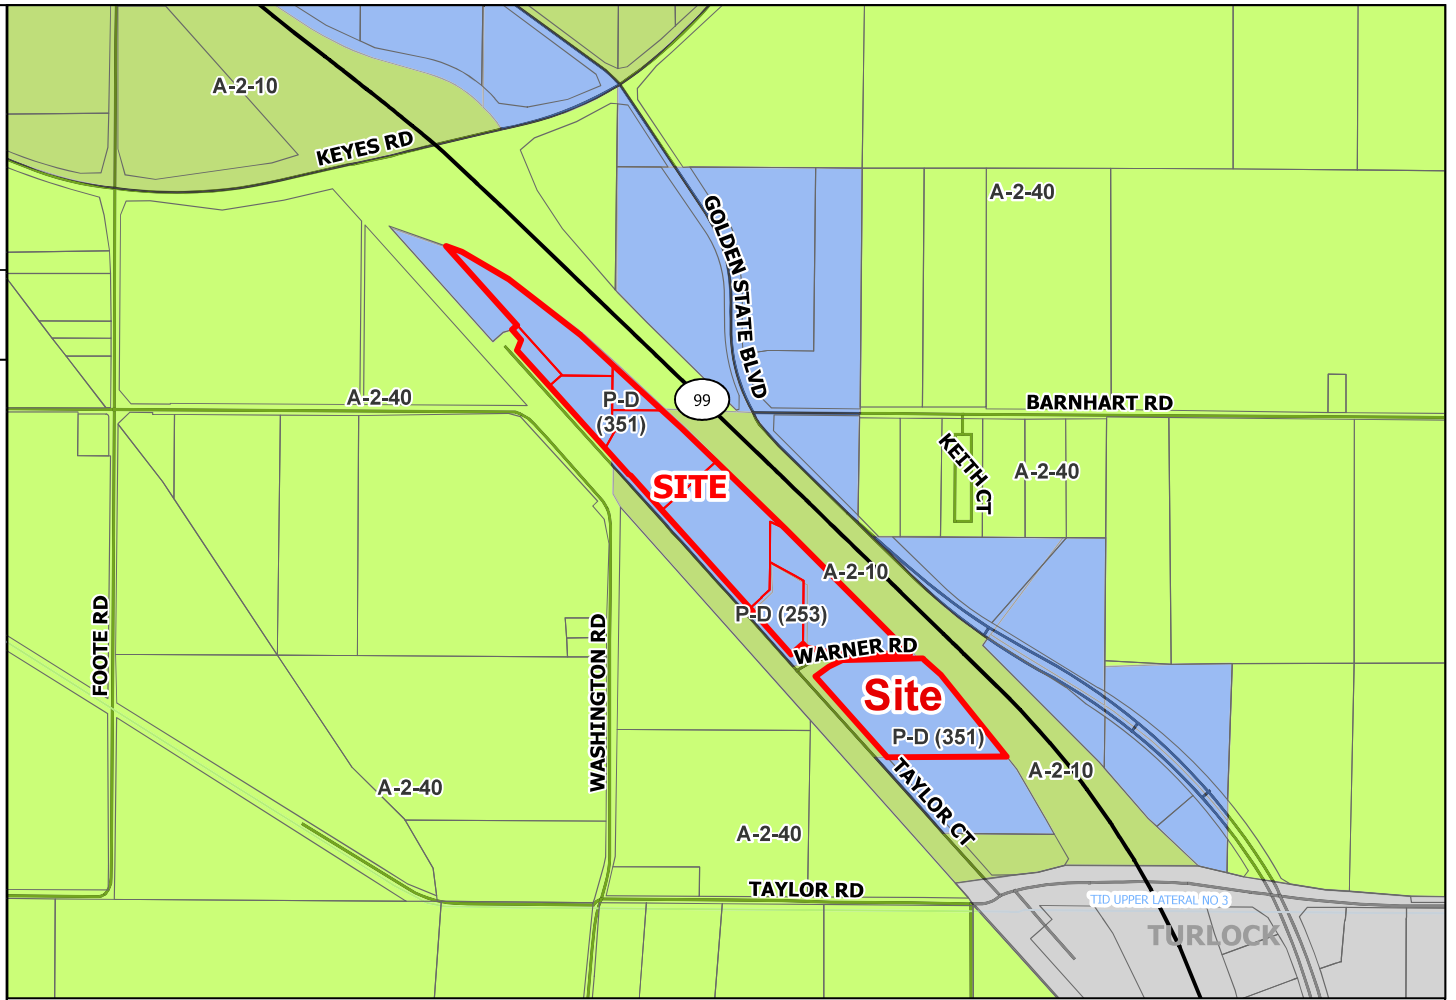 A-2-10
KEYES RD
A-2-40
GOLDEN STATE BLVD
A-2-40
P-D
(351)
99
BARNHART RD
KEITH CT
A-2-40
SITE
A-2-10
P-D (253)
WARNER RD
Site
P-D (351)
FOOTE RD
WASHINGTON RD
A-2-40
TAYLOR CT
A-2-10
A-2-40
TAYLOR RD
TID UPPER LATERAL NO 3
TURLOCK